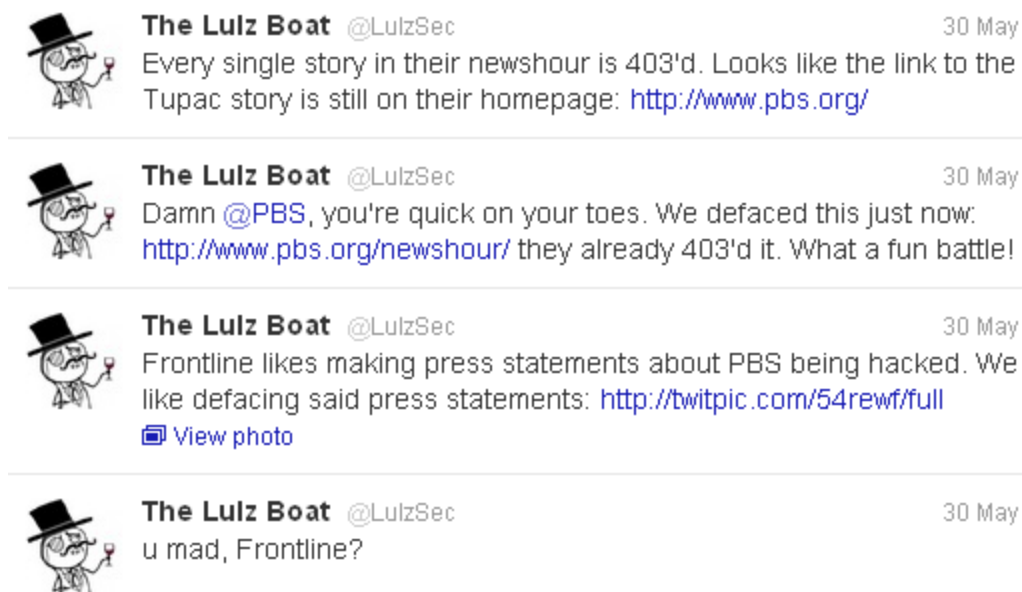 The Lulz Boat @LulzSec 30 May
Every single story in their newshour is 403'd. Looks like the link to the
Tupac story is still on their homepage: http://www.pbs.org/
The Lulz Boat @LulzSec 30 May
Damn @PBS, you're quick on your toes. We defaced this just now:
http://www.pbs.org/newshour/ they already 403'd it. What a fun battle!
The Lulz Boat @LulzSec 30 May
Frontline likes making press statements about PBS being hacked. We
like defacing said press statements: http://twitpic.com/54rewf/full
View photo
The Lulz Boat @LulzSec 30 May
u mad, Frontline?